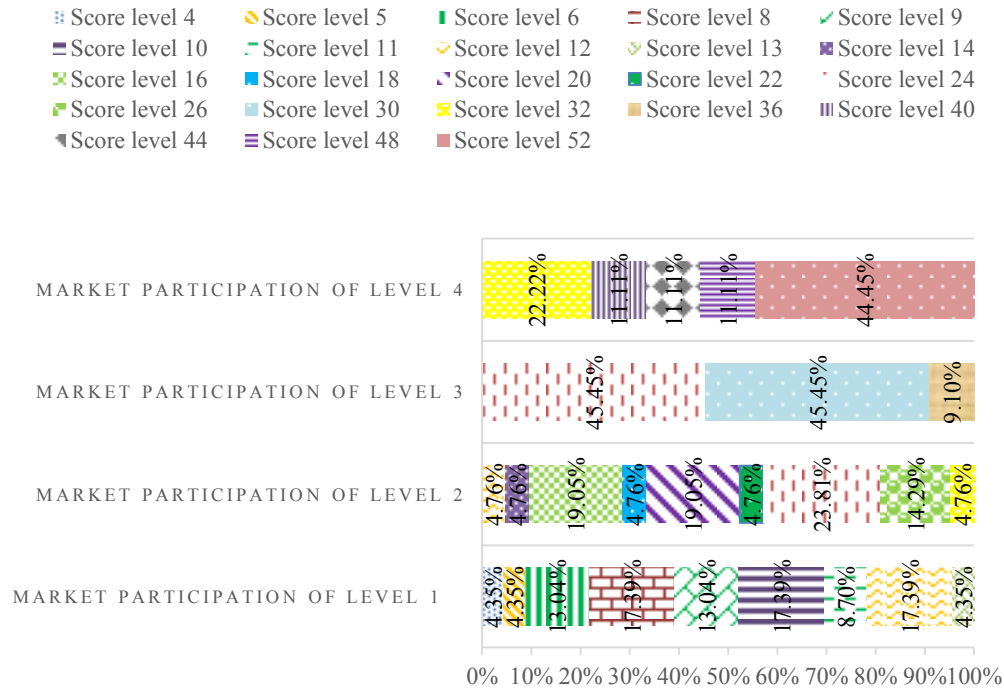 Score level 4 Score level 5 Score level 6 Score level 8 Score level 9
Score level 10 Score level 11 Score level 12 Score level 13 Score level 14
Score level 16 Score level 18 Score level 20 Score level 22 Score level 24
Score level 26 Score level 30 Score level 32 Score level 36 Score level 40
Score level 44 Score level 48 Score level 52
MARKET PARTICIPATION OF LEVEL 4
22.22% 11.11% 11.11% 11.11% 44.45%
MARKET PARTICIPATION OF LEVEL 3
45.45% 45.45% 9.10%
MARKET PARTICIPATION OF LEVEL 2
4.76% 4.76% 19.05% 4.76% 19.05% 4.76% 23.81% 14.29% 4.76%
MARKET PARTICIPATION OF LEVEL 1
4.35% 4.35% 13.04% 17.39% 13.04% 17.39% 8.70% 17.39% 4.35%
0% 10% 20% 30% 40% 50% 60% 70% 80% 90% 100%